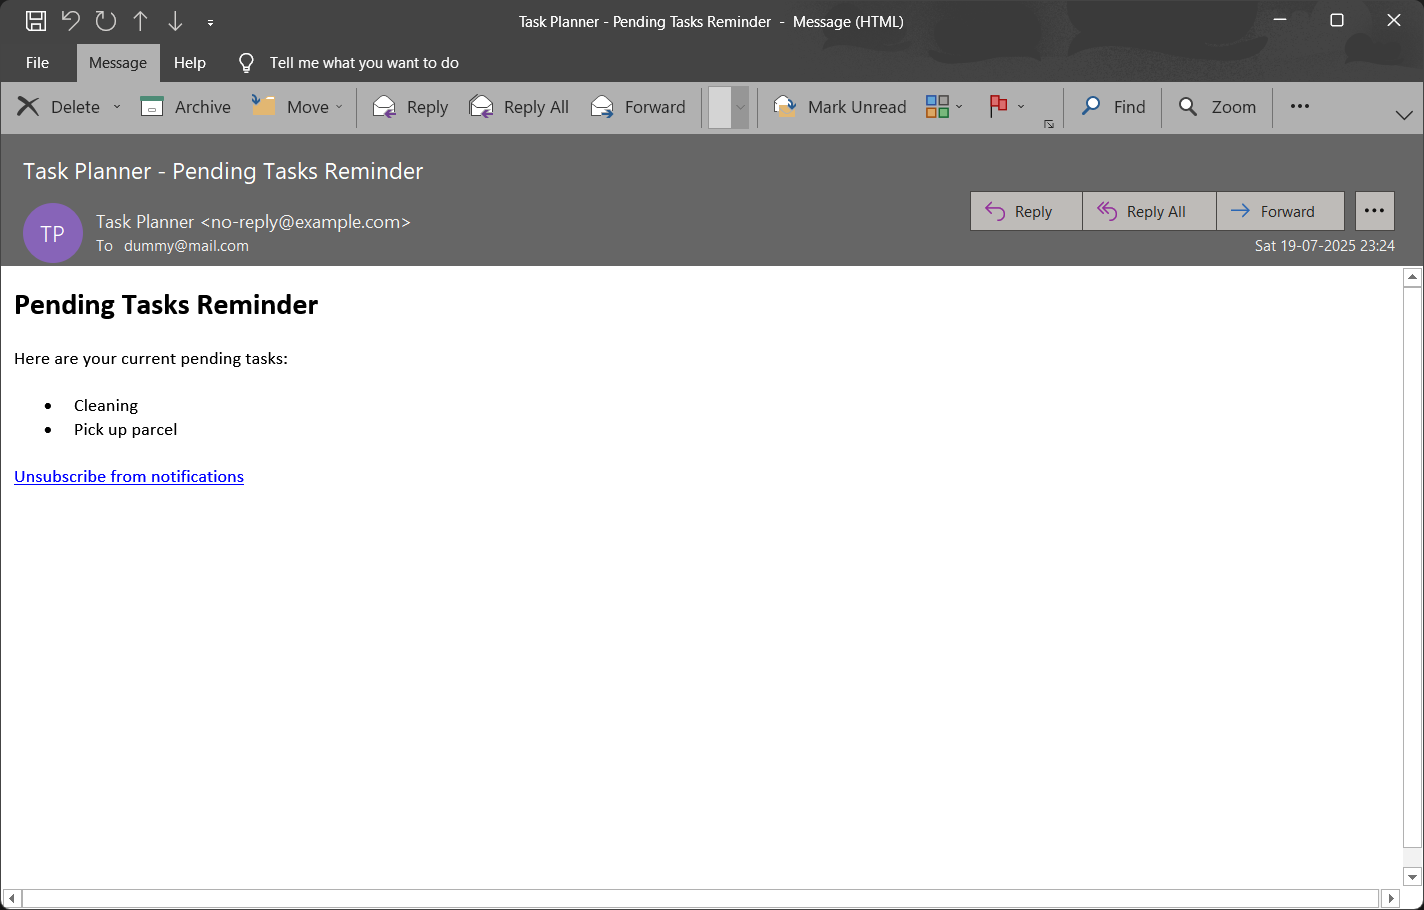 Task Planner - Pending Tasks Reminder - Message (HTML)
File Message Help Tell me what you want to do
Delete Archive Move Reply Reply All Forward Mark Unread Find Zoom
Task Planner - Pending Tasks Reminder
TP
Task Planner <no-reply@example.com>
To dummy@mail.com
Reply Reply All Forward
Sat 19-07-2025 23:24
Pending Tasks Reminder
Here are your current pending tasks:
• Cleaning
• Pick up parcel
Unsubscribe from notifications